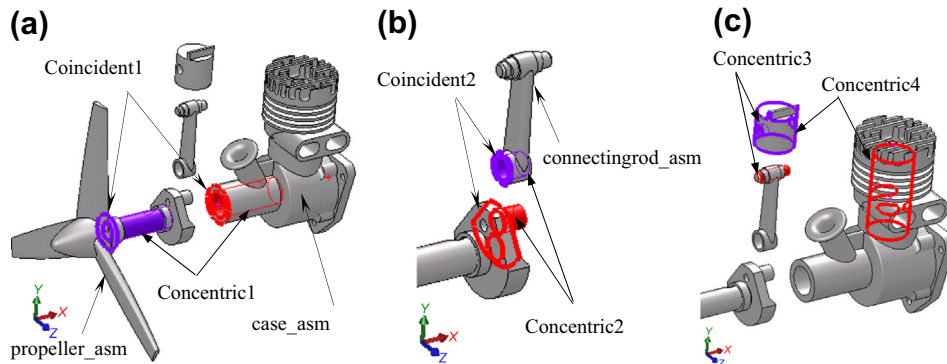 (a)
Coincident1
Concentric1
propeller_asm
case_asm
Y
X
Z
(b)
Coincident2
connectingrod_asm
Concentric2
Y
X
Z
(c)
Concentric3
Concentric4
Y
X
Z